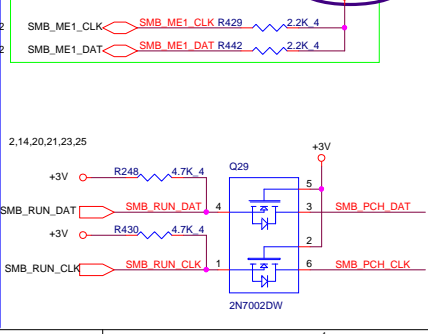 2 SMB_ME1_CLK SMB_ME1_CLK R429 2.2K_4
2 SMB_ME1_DAT SMB_ME1_DAT R442 2.2K_4
2,14,20,21,23,25
+3V
+3V R248 4.7K_4 Q29
5
SMB_RUN_DAT SMB_RUN_DAT 4 3 SMB_PCH_DAT
+3V R430 4.7K_4
2
SMB_RUN_CLK SMB_RUN_CLK 1 6 SMB_PCH_CLK
2N7002DW